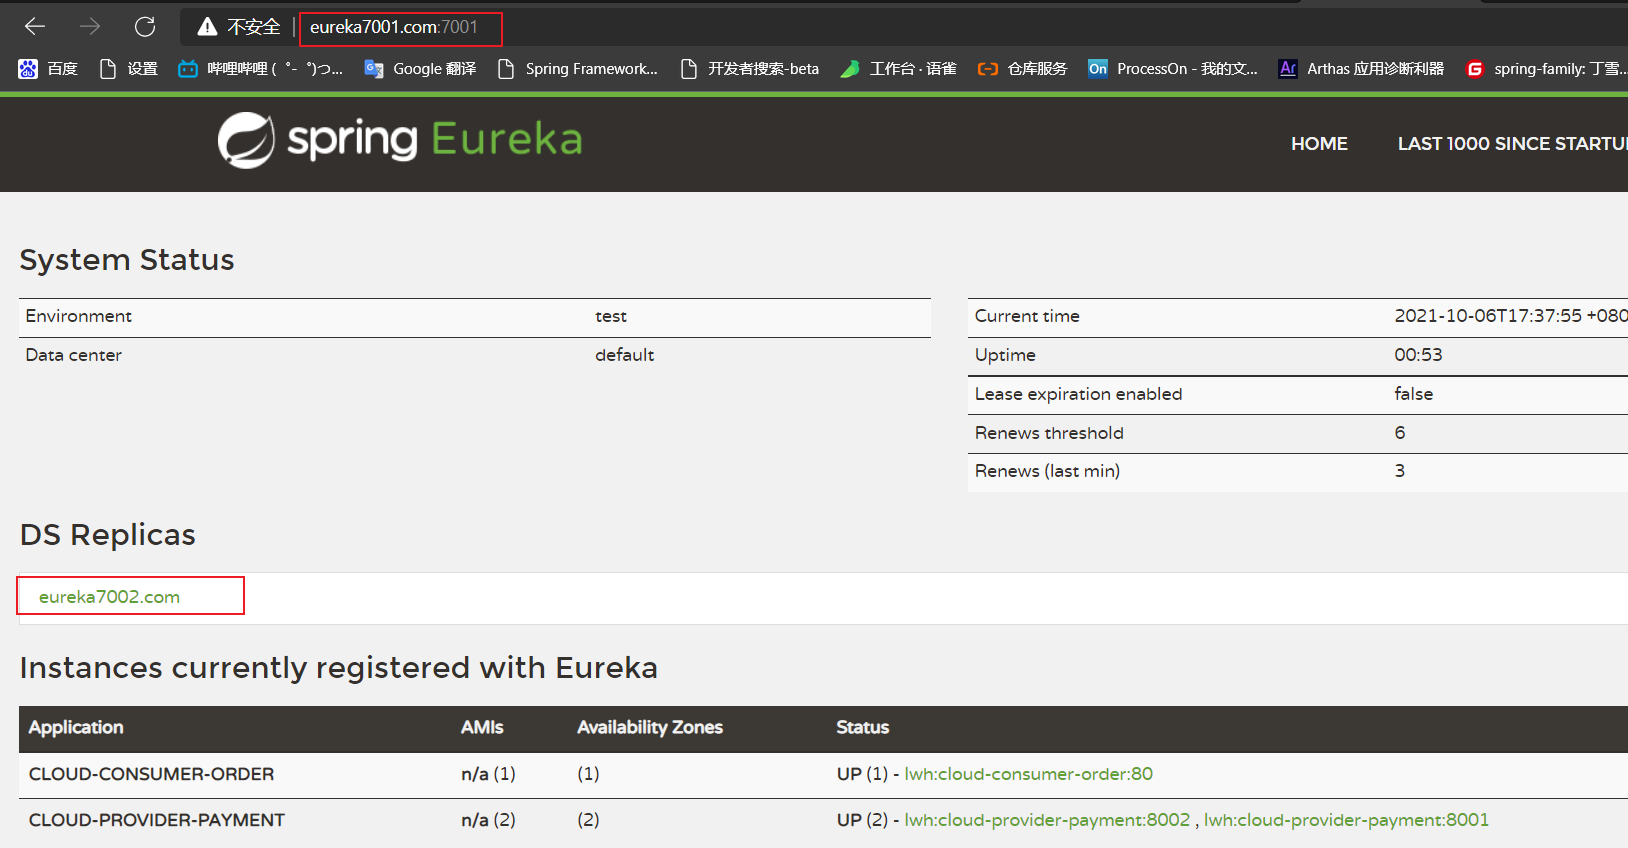 不安全 eureka7001.com:7001
百度 设置 哔哩哔哩 (゜-゜)つ... Google 翻译 Spring Framework... 开发者搜索-beta 工作台 · 语雀 仓库服务 On ProcessOn - 我的文... Ar Arthas 应用诊断利器 G spring-family: 丁雪...
spring Eureka HOME LAST 1000 SINCE STARTU
System Status
Environment test Current time 2021-10-06T17:37:55 +080
Data center default Uptime 00:53
Lease expiration enabled false
Renews threshold 6
Renews (last min) 3
DS Replicas
eureka7002.com
Instances currently registered with Eureka
Application AMIs Availability Zones Status
CLOUD-CONSUMER-ORDER n/a (1) (1) UP (1) - lwh:cloud-consumer-order:80
CLOUD-PROVIDER-PAYMENT n/a (2) (2) UP (2) - lwh:cloud-provider-payment:8002 , lwh:cloud-provider-payment:8001